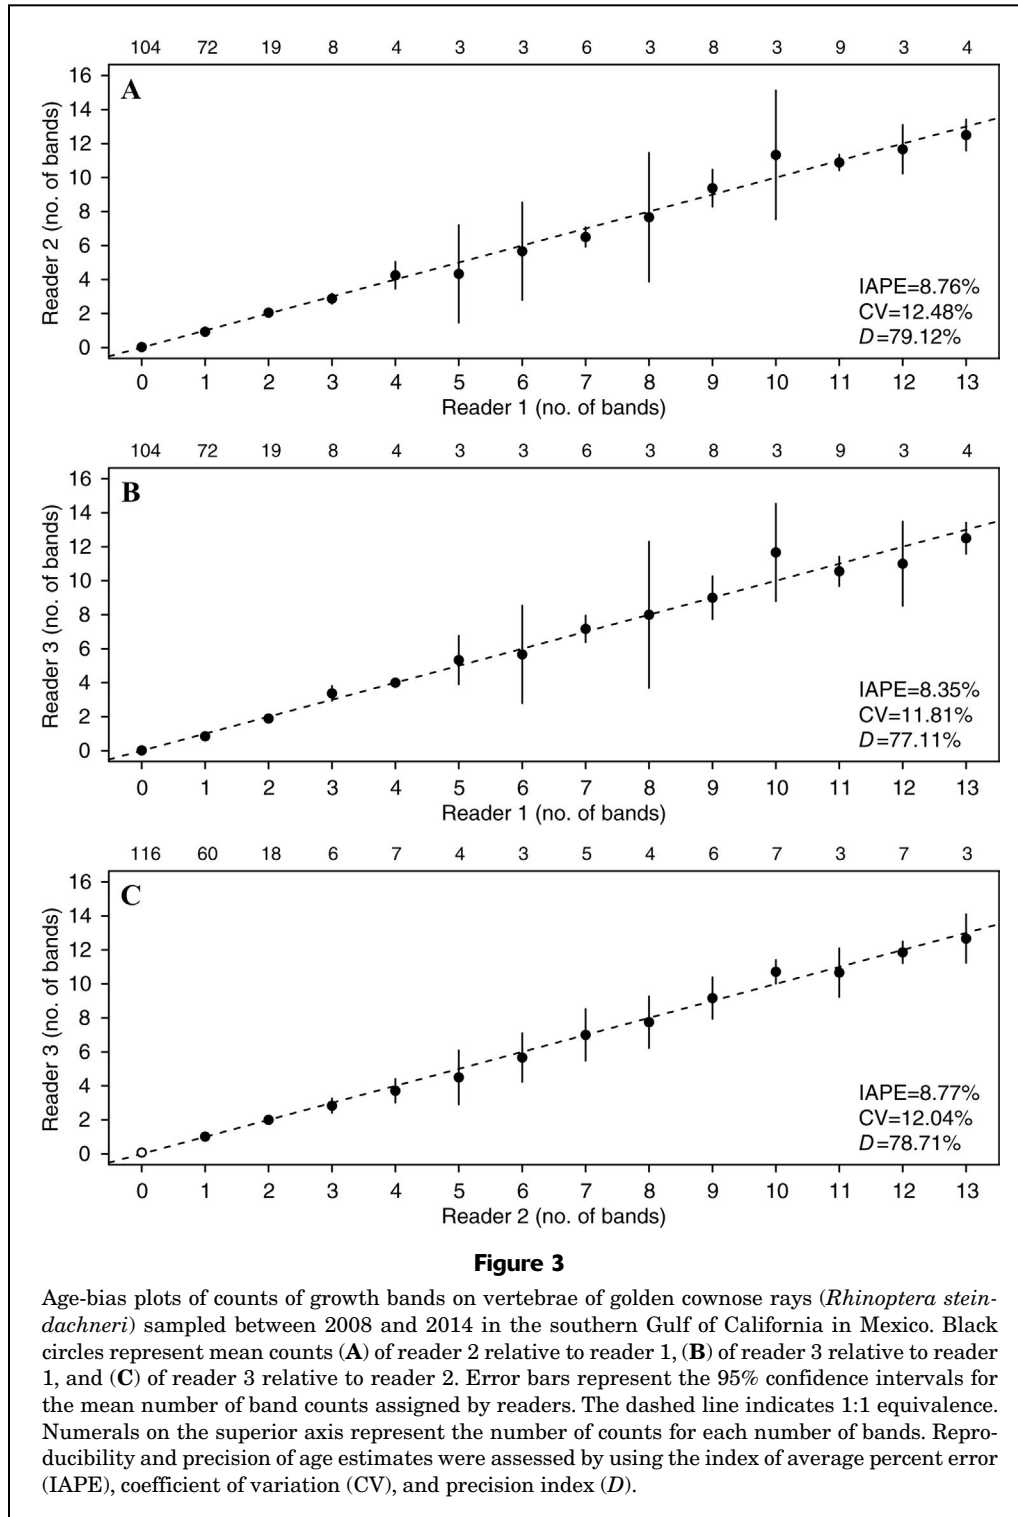 104 72 19 8 4 3 3 6 3 8 3 9 3 4
A
16
14
12
10
8
6
4
2
0
Reader 2 (no. of bands)
IAPE=8.76%
CV=12.48%
D=79.12%
0 1 2 3 4 5 6 7 8 9 10 11 12 13
Reader 1 (no. of bands)
104 72 19 8 4 3 3 6 3 8 3 9 3 4
B
16
14
12
10
8
6
4
2
0
Reader 3 (no. of bands)
IAPE=8.35%
CV=11.81%
D=77.11%
0 1 2 3 4 5 6 7 8 9 10 11 12 13
Reader 1 (no. of bands)
116 60 18 6 7 4 3 5 4 6 7 3 7 3
C
16
14
12
10
8
6
4
2
0
Reader 3 (no. of bands)
IAPE=8.77%
CV=12.04%
D=78.71%
0 1 2 3 4 5 6 7 8 9 10 11 12 13
Reader 2 (no. of bands)
Figure 3
Age-bias plots of counts of growth bands on vertebrae of golden cownose rays (Rhinoptera stein-
dachneri) sampled between 2008 and 2014 in the southern Gulf of California in Mexico. Black
circles represent mean counts (A) of reader 2 relative to reader 1, (B) of reader 3 relative to reader
1, and (C) of reader 3 relative to reader 2. Error bars represent the 95% confidence intervals for
the mean number of band counts assigned by readers. The dashed line indicates 1:1 equivalence.
Numerals on the superior axis represent the number of counts for each number of bands. Repro-
ducibility and precision of age estimates were assessed by using the index of average percent error
(IAPE), coefficient of variation (CV), and precision index (D).